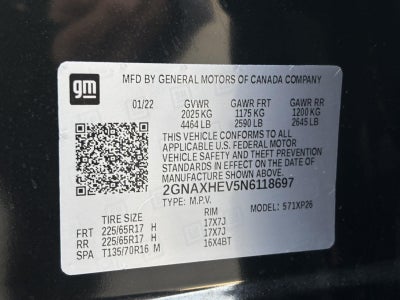 gm
MFD BY GENERAL MOTORS OF CANADA COMPANY
01/22 GVWR GAWR FRT GAWR RR
2025 KG 1175 KG 1200 KG
4464 LB 2590 LB 2645 LB
THIS VEHICLE CONFORMS TO ALL
APPLICABLE U.S. FEDERAL MOTOR
VEHICLE SAFETY AND THEFT PREVENTION
STANDARDS IN EFFECT ON THE DATE OF
MANUFACTURE SHOWN ABOVE.
2GNAXHEV5N6118697
TYPE: M.P.V. MODEL: 571XP26
TIRE SIZE RIM
FRT 225/65R17 H 17X7J
RR 225/65R17 H 17X7J
SPA T135/70R16 M 16X4BT